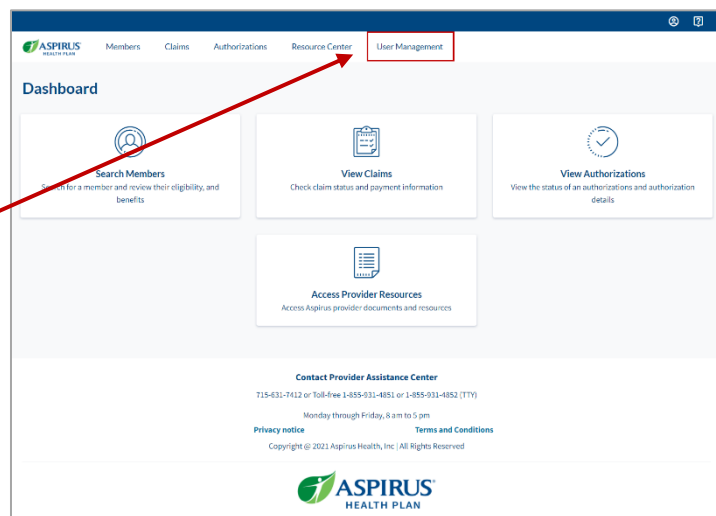 ASPIRUS
HEALTH PLAN
Members Claims Authorizations Resource Center User Management
Dashboard
Search Members
Search for a member and review their eligibility, and
benefits
View Claims
Check claim status and payment information
View Authorizations
View the status of an authorizations and authorization
details
Access Provider Resources
Access Aspirus provider documents and resources
Contact Provider Assistance Center
715-631-7412 or Toll-free 1-855-931-4851 or 1-855-931-4852 (TTY)
Monday through Friday, 8 am to 5 pm
Privacy notice Terms and Conditions
Copyright @ 2021 Aspirus Health, Inc | All Rights Reserved
ASPIRUS
HEALTH PLAN